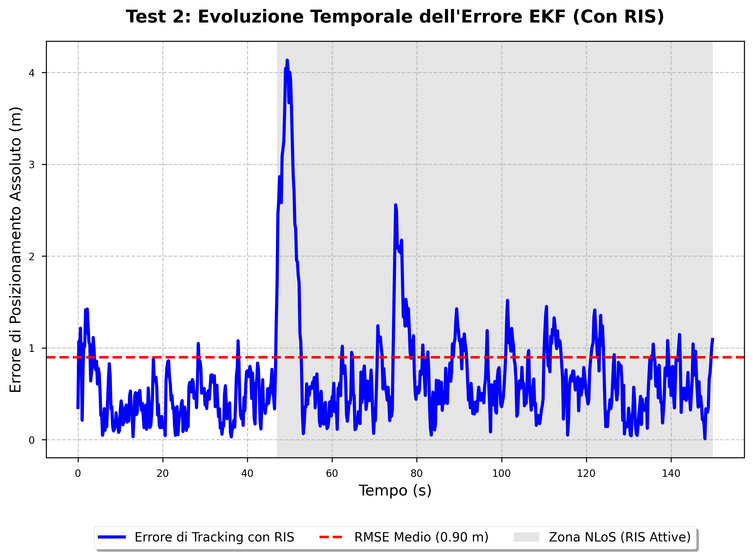 Test 2: Evoluzione Temporale dell'Errore EKF (Con RIS)
Errore di Posizionamento Assoluto (m)
4
3
2
1
0
0 20 40 60 80 100 120 140
Tempo (s)
Errore di Tracking con RIS RMSE Medio (0.90 m) Zona NLoS (RIS Attive)